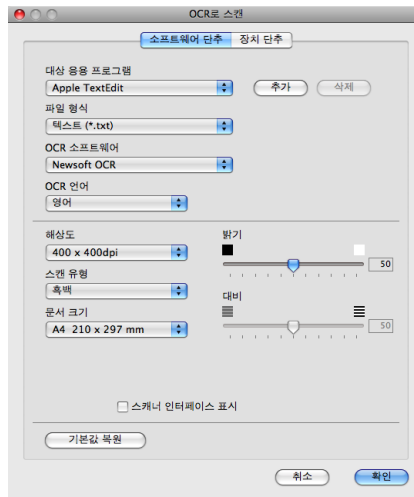 OCR로 스캔
소프트웨어 단추 장치 단추
대상 응용 프로그램
Apple TextEdit 추가 삭제
파일 형식
텍스트 (*.txt)
OCR 소프트웨어
Newsoft OCR
OCR 언어
영어
해상도 밝기
400 x 400dpi 50
스캔 유형
흑백 대비
문서 크기
A4 210 x 297 mm 50
스캐너 인터페이스 표시
기본값 복원
취소 확인